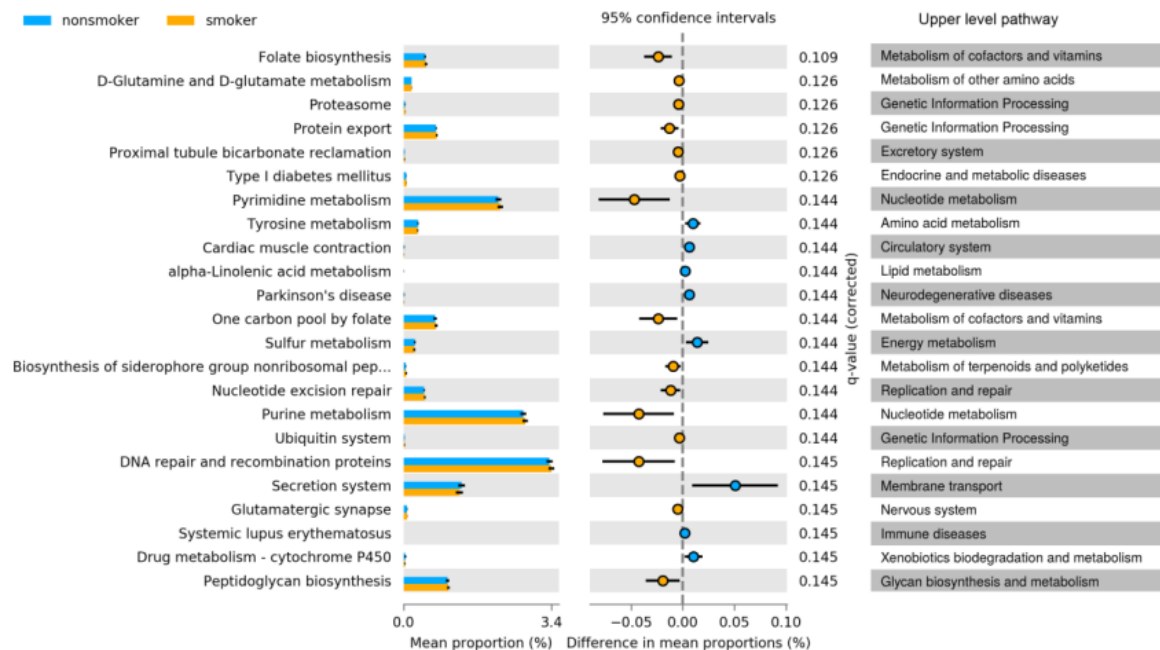 nonsmoker smoker 95% confidence intervals Upper level pathway
Folate biosynthesis 0.109 Metabolism of cofactors and vitamins
D-Glutamine and D-glutamate metabolism 0.126 Metabolism of other amino acids
Proteasome 0.126 Genetic Information Processing
Protein export 0.126 Genetic Information Processing
Proximal tubule bicarbonate reclamation 0.126 Excretory system
Type I diabetes mellitus 0.126 Endocrine and metabolic diseases
Pyrimidine metabolism 0.144 Nucleotide metabolism
Tyrosine metabolism 0.144 Amino acid metabolism
Cardiac muscle contraction 0.144 Circulatory system
alpha-Linolenic acid metabolism 0.144 Lipid metabolism
Parkinson's disease 0.144 Neurodegenerative diseases
One carbon pool by folate 0.144 Metabolism of cofactors and vitamins
Sulfur metabolism 0.144 Energy metabolism
Biosynthesis of siderophore group nonribosomal pep... 0.144 Metabolism of terpenoids and polyketides
Nucleotide excision repair 0.144 Replication and repair
Purine metabolism 0.144 Nucleotide metabolism
Ubiquitin system 0.144 Genetic Information Processing
DNA repair and recombination proteins 0.145 Replication and repair
Secretion system 0.145 Membrane transport
Glutamatergic synapse 0.145 Nervous system
Systemic lupus erythematosus 0.145 Immune diseases
Drug metabolism - cytochrome P450 0.145 Xenobiotics biodegradation and metabolism
Peptidoglycan biosynthesis 0.145 Glycan biosynthesis and metabolism
q-value (corrected)
0.0 3.4 −0.05 0.00 0.05 0.10
Mean proportion (%) Difference in mean proportions (%)